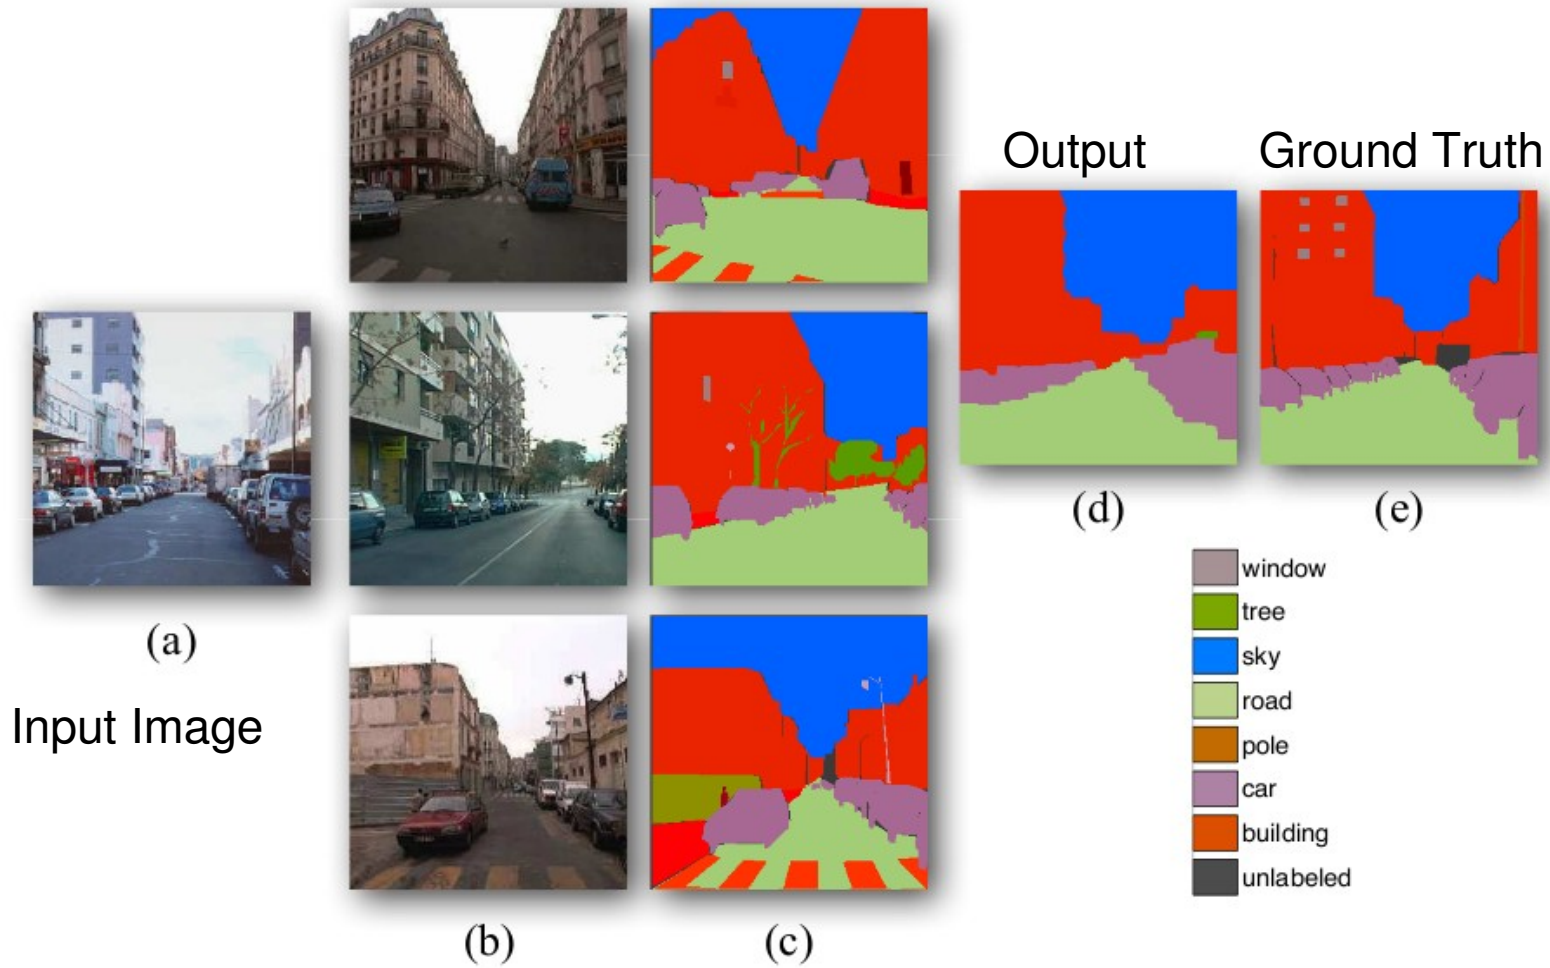 Output
Ground Truth
(a)
Input Image
(b)
(c)
(d)
(e)
window
tree
sky
road
pole
car
building
unlabeled